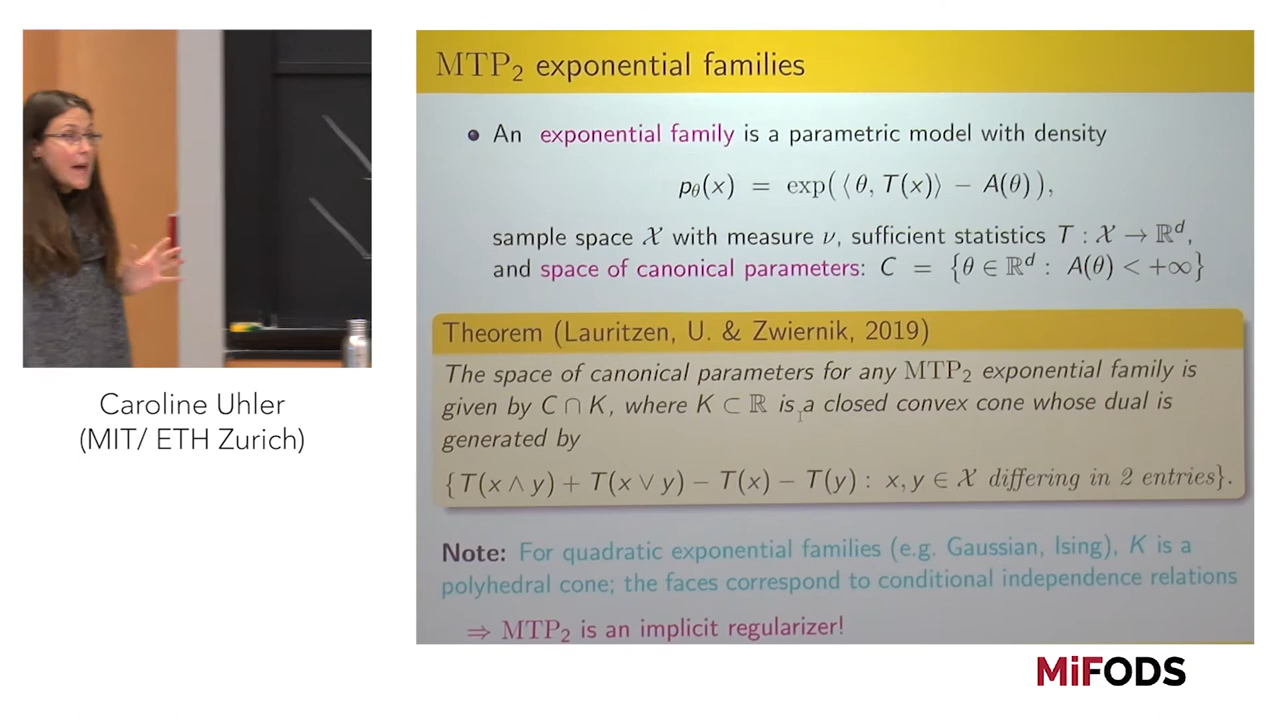 MTP₂ exponential families
• An exponential family is a parametric model with density
pθ(x) = exp(⟨θ, T(x)⟩ − A(θ)),
sample space 𝒳 with measure ν, sufficient statistics T : 𝒳 → ℝᵈ,
and space of canonical parameters: C = {θ ∈ ℝᵈ : A(θ) < +∞}
Theorem (Lauritzen, U. & Zwiernik, 2019)
The space of canonical parameters for any MTP₂ exponential family is
given by C ∩ K, where K ⊂ ℝ is a closed convex cone whose dual is
generated by
{T(x ∧ y) + T(x ∨ y) − T(x) − T(y) : x, y ∈ 𝒳 differing in 2 entries}.
Note: For quadratic exponential families (e.g. Gaussian, Ising), K is a
polyhedral cone; the faces correspond to conditional independence relations
⇒ MTP₂ is an implicit regularizer!
Caroline Uhler
(MIT/ ETH Zurich)
MiFODS